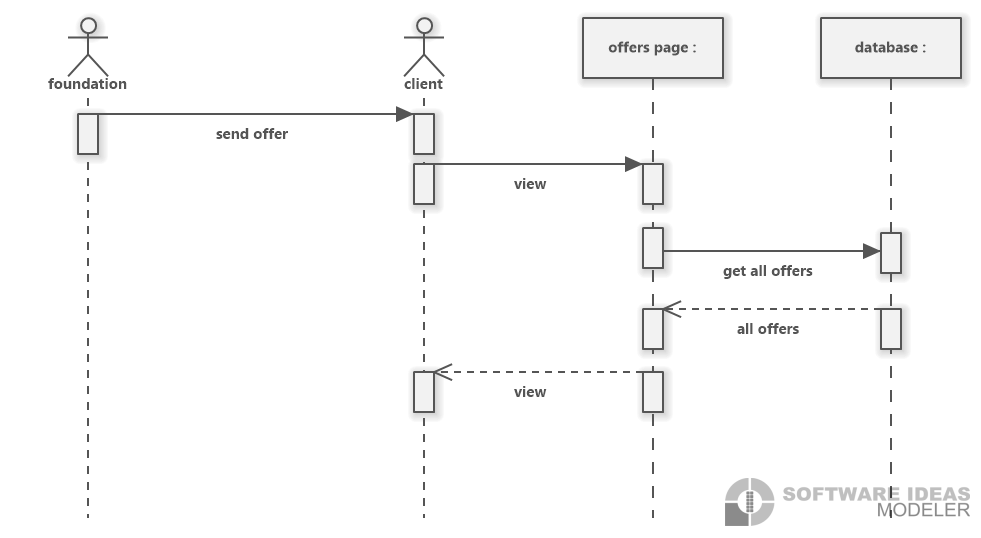 offers page :
database :
foundation
client
send offer
view
get all offers
all offers
view
SOFTWARE IDEAS
MODELER